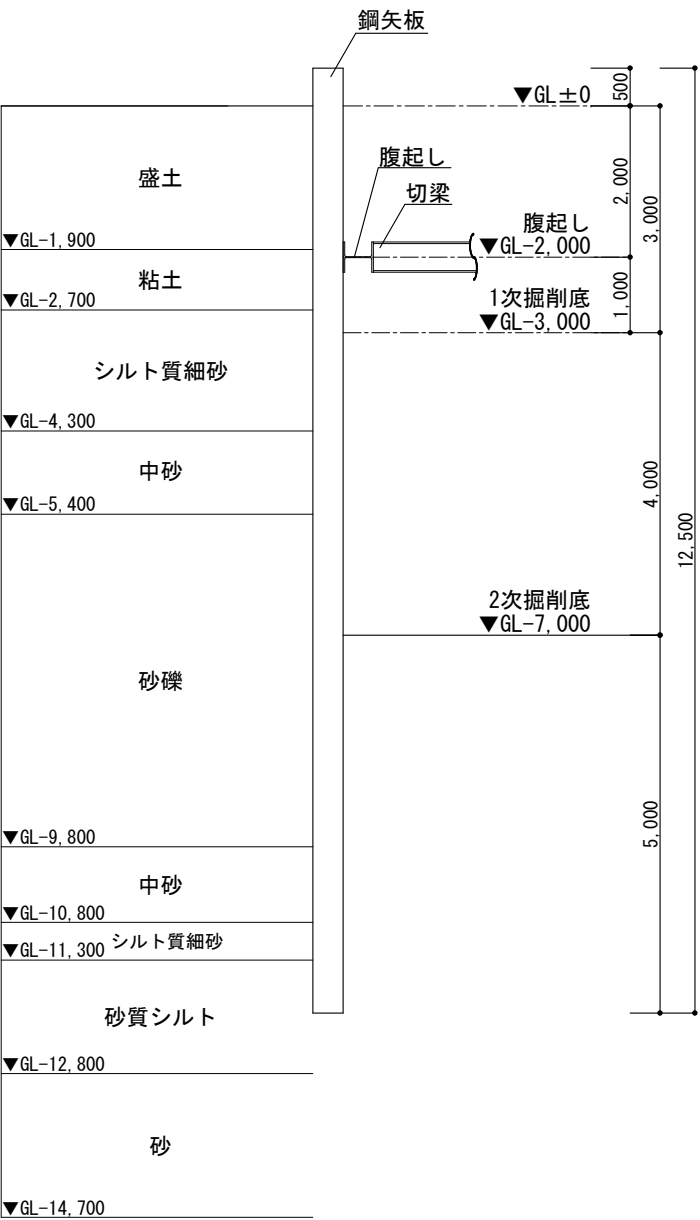 鋼矢板
500
▼GL±0
盛土
腹起し
2,000
切梁
3,000
腹起し
▼GL-1,900
▼GL-2,000
粘土
1次掘削底
1,000
▼GL-2,700
▼GL-3,000
シルト質細砂
▼GL-4,300
中砂
4,000
▼GL-5,400
12,500
2次掘削底
▼GL-7,000
砂礫
5,000
▼GL-9,800
中砂
▼GL-10,800
シルト質細砂
▼GL-11,300
砂質シルト
▼GL-12,800
砂
▼GL-14,700